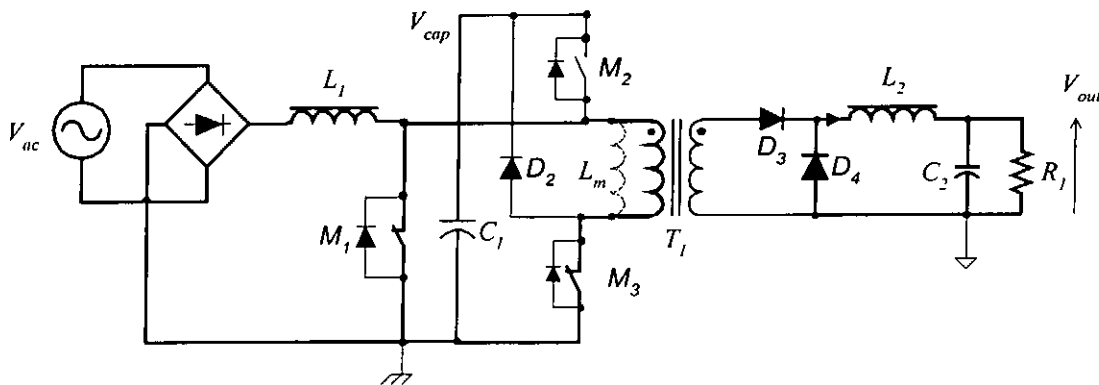 V_cap
M_2
L_1
L_2
V_out
V_ac
D_2
L_m
D_3
D_4
C_2
R_1
M_1
C_1
T_1
M_3